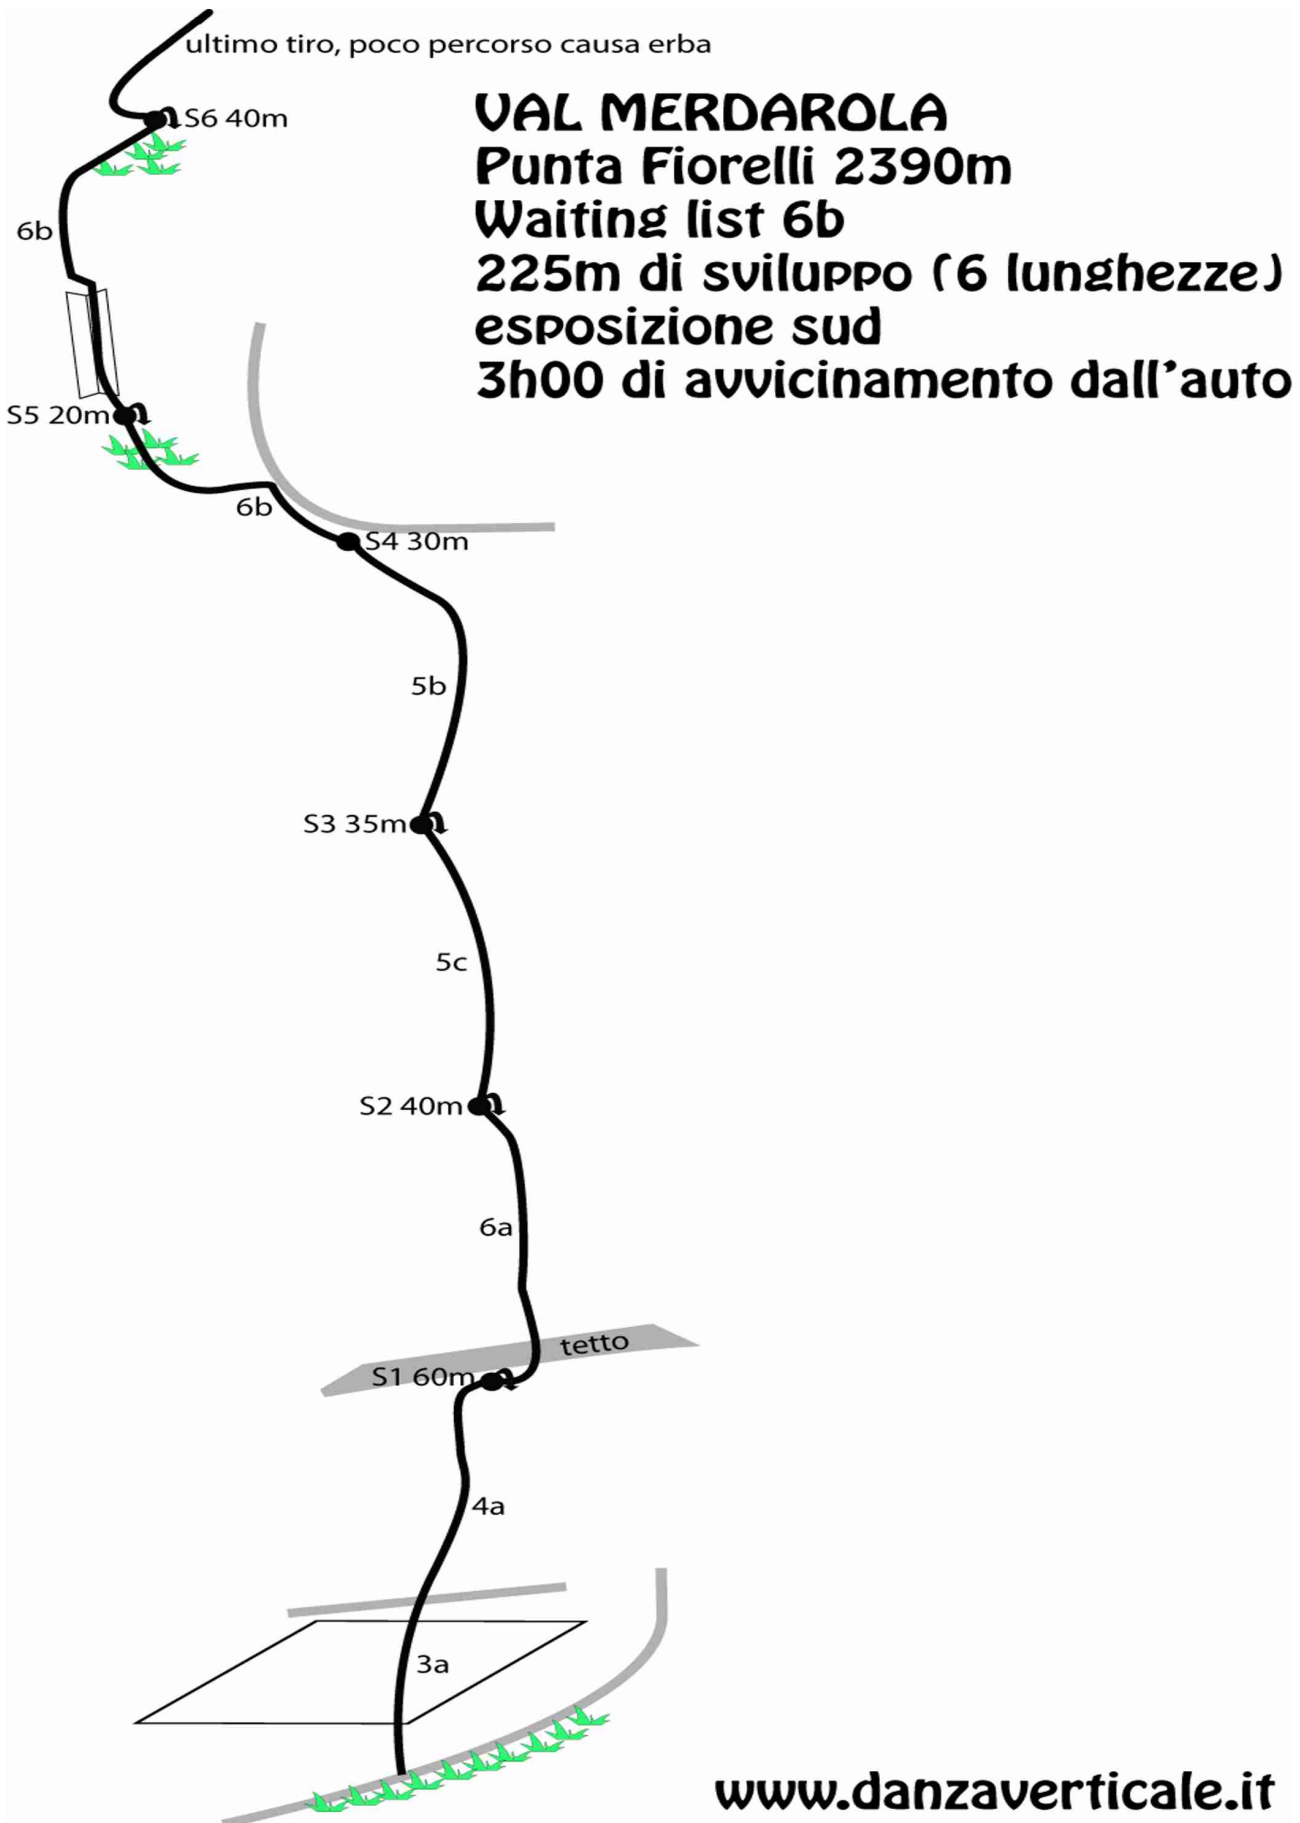 ultimo tiro, poco percorso causa erba
S6 40m
VAL MERDAROLA
Punta Fiorelli 2390m
Waiting list 6b
225m di sviluppo (6 lunghezze)
esposizione sud
3h00 di avvicinamento dall'auto
6b
S5 20m
6b
S4 30m
5b
S3 35m
5c
S2 40m
6a
tetto
S1 60m
4a
3a
www.danzaverticale.it